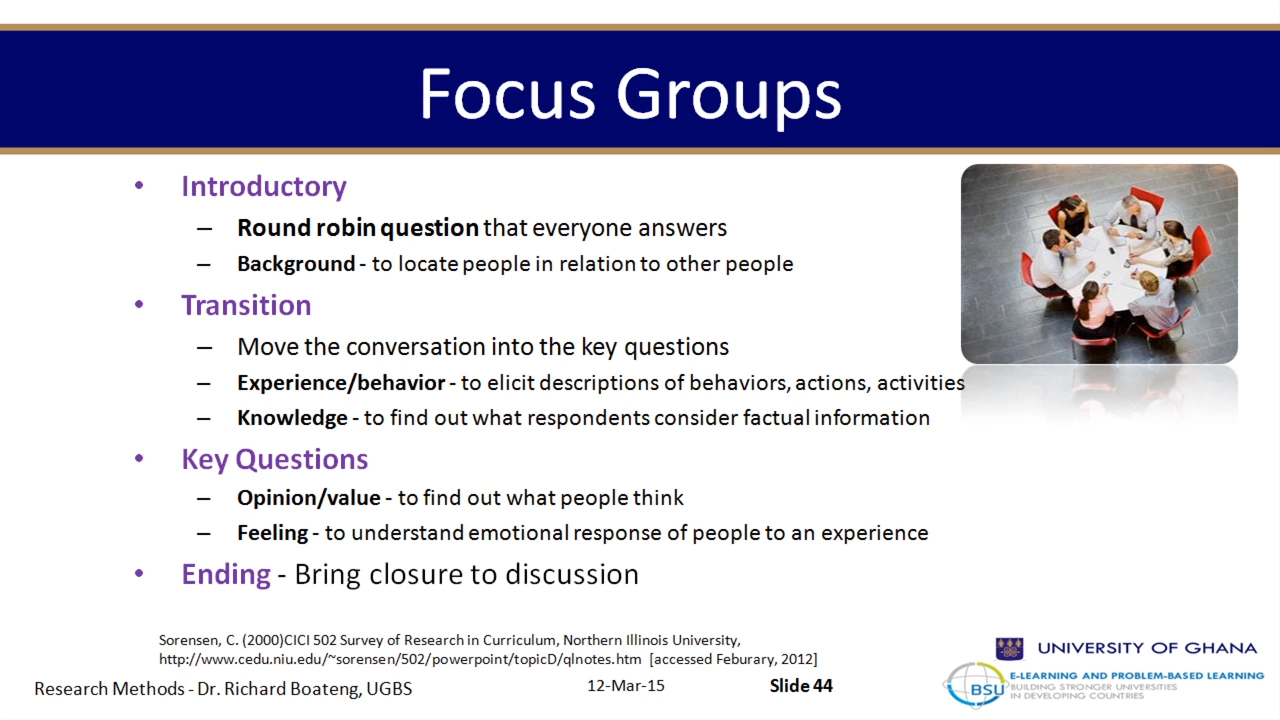 Focus Groups
• Introductory
– Round robin question that everyone answers
– Background - to locate people in relation to other people
• Transition
– Move the conversation into the key questions
– Experience/behavior - to elicit descriptions of behaviors, actions, activities
– Knowledge - to find out what respondents consider factual information
• Key Questions
– Opinion/value - to find out what people think
– Feeling - to understand emotional response of people to an experience
• Ending - Bring closure to discussion
Sorensen, C. (2000)CICI 502 Survey of Research in Curriculum, Northern Illinois University,
http://www.cedu.niu.edu/~sorensen/502/powerpoint/topicD/qlnotes.htm [accessed Feburary, 2012]
Research Methods - Dr. Richard Boateng, UGBS
12-Mar-15
Slide 44
UNIVERSITY OF GHANA
BSU
E-LEARNING AND PROBLEM-BASED LEARNING
BUILDING STRONGER UNIVERSITIES
IN DEVELOPING COUNTRIES